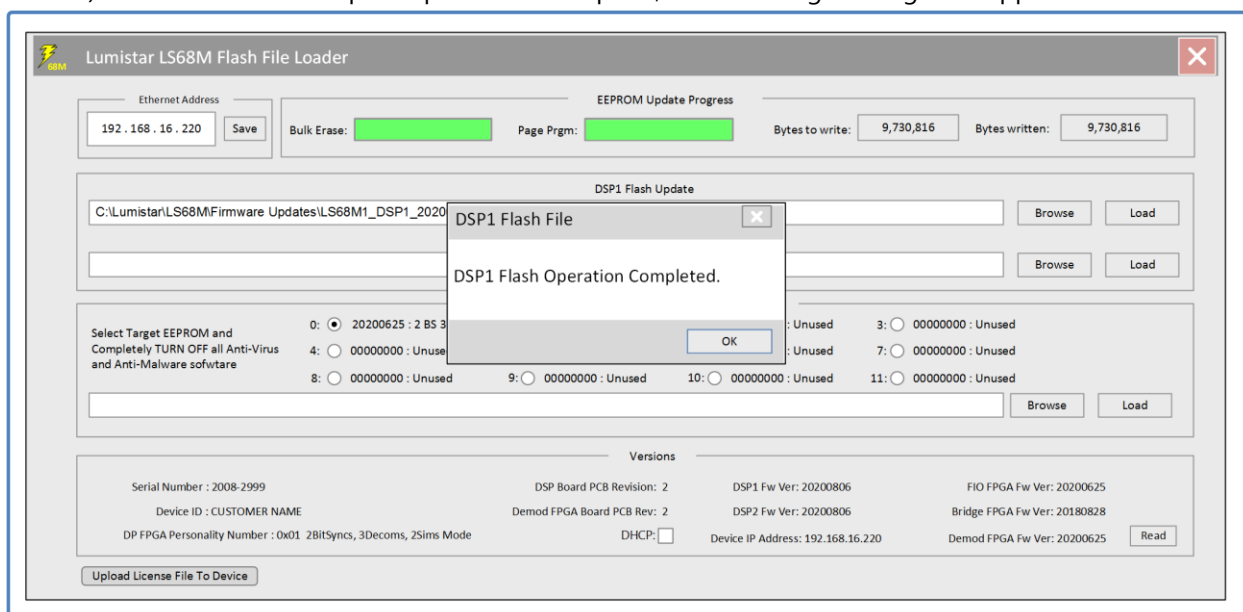 68M Lumistar LS68M Flash File Loader
Ethernet Address
192 . 168 . 16 . 220 Save
EEPROM Update Progress
Bulk Erase: Page Prgm: Bytes to write: 9,730,816 Bytes written: 9,730,816
DSP1 Flash Update
C:\Lumistar\LS68M\Firmware Updates\LS68M1_DSP1_2020 Browse Load
Browse Load
DSP1 Flash File
DSP1 Flash Operation Completed.
OK
Select Target EEPROM and
Completely TURN OFF all Anti-Virus
and Anti-Malware sofwtare
0: 20200625 : 2 BS 3 : Unused 3: 00000000 : Unused
4: 00000000 : Unuse : Unused 7: 00000000 : Unused
8: 00000000 : Unused 9: 00000000 : Unused 10: 00000000 : Unused 11: 00000000 : Unused
Browse Load
Versions
Serial Number : 2008-2999 DSP Board PCB Revision: 2 DSP1 Fw Ver: 20200806 FIO FPGA Fw Ver: 20200625
Device ID : CUSTOMER NAME Demod FPGA Board PCB Rev: 2 DSP2 Fw Ver: 20200806 Bridge FPGA Fw Ver: 20180828
DP FPGA Personality Number : 0x01 2BitSyncs, 3Decoms, 2Sims Mode DHCP: Device IP Address: 192.168.16.220 Demod FPGA Fw Ver: 20200625 Read
Upload License File To Device